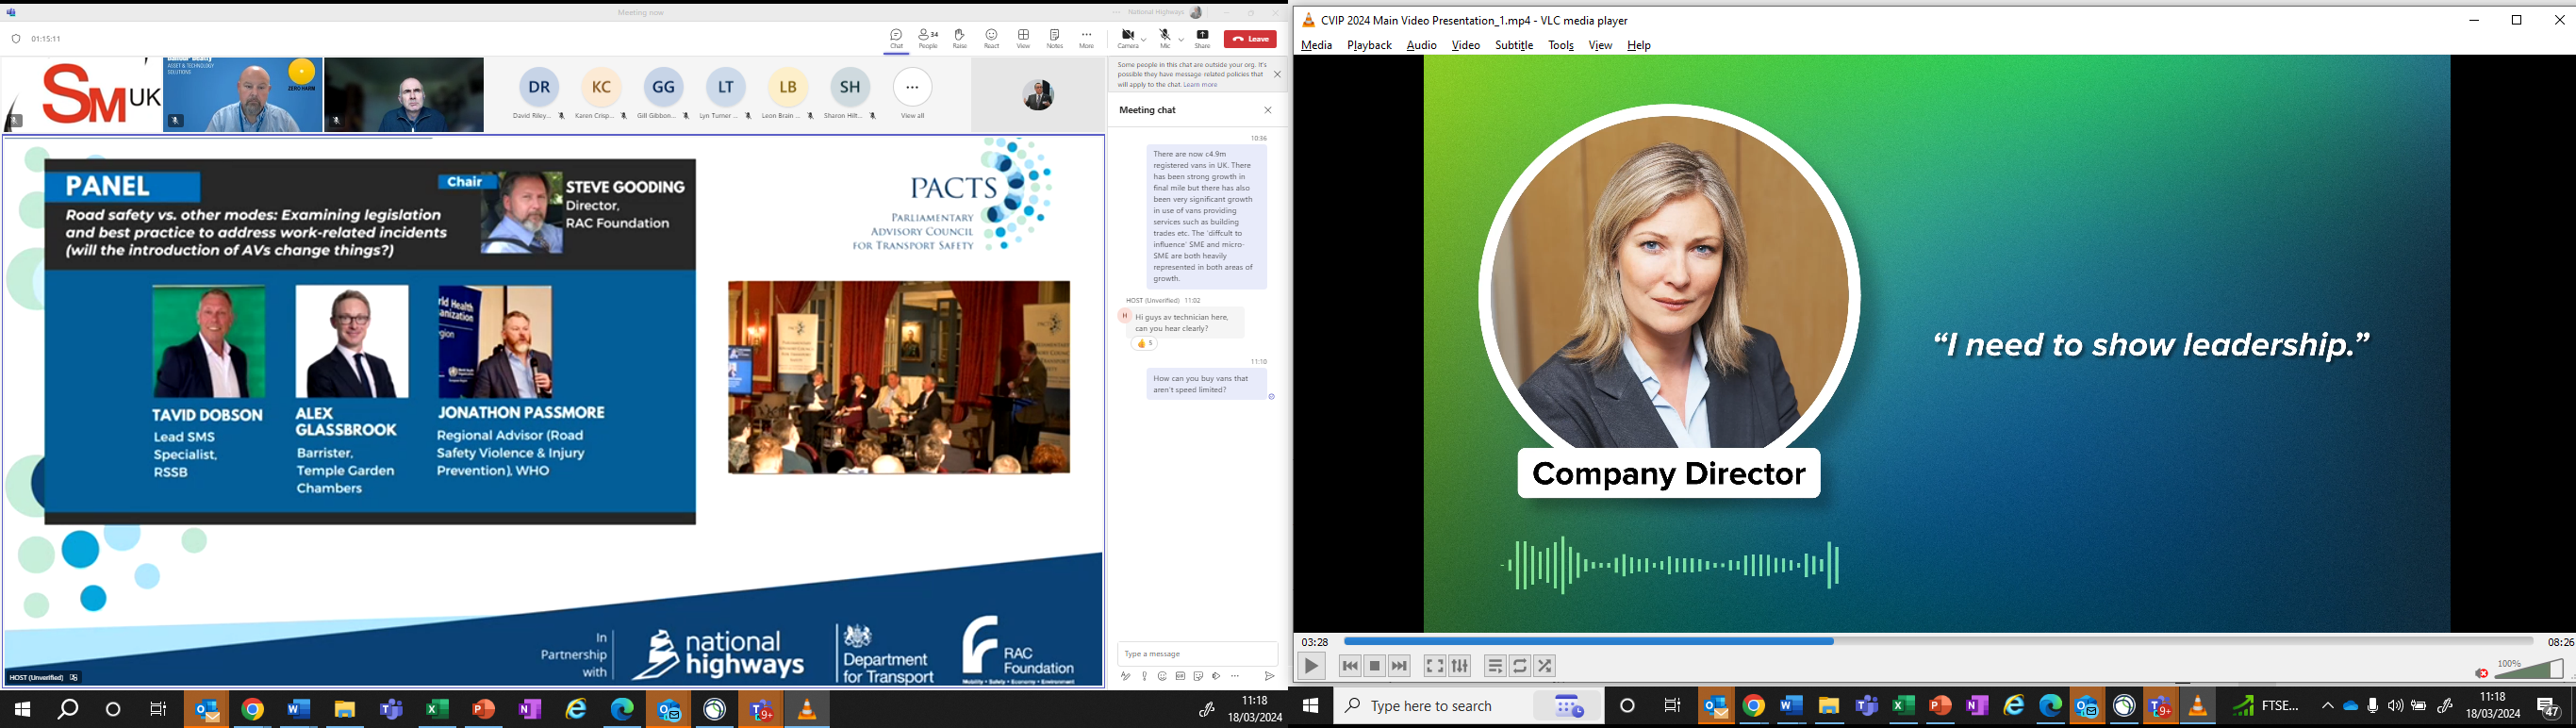 Meeting now
National Highways
01:15:11
Chat
34
People
Raise
React
View
Notes
More
Camera
Mic
Share
Leave
SM UK
ASSET & TECHNOLOGY
SOLUTIONS
ZERO HARM
DR
KC
GG
LT
LB
SH
David Riley...
Karen Crisp...
Gill Gibbon...
Lyn Turner ...
Leon Brain ...
Sharon Hilt...
View all
PANEL
Road safety vs. other modes: Examining legislation
and best practice to address work-related incidents
(will the introduction of AVs change things?)
Chair
STEVE GOODING
Director,
RAC Foundation
TAVID DOBSON
Lead SMS
Specialist,
RSSB
ALEX
GLASSBROOK
Barrister,
Temple Garden
Chambers
JONATHON PASSMORE
Regional Advisor (Road
Safety Violence & Injury
Prevention), WHO
PACTS
PARLIAMENTARY
ADVISORY COUNCIL
FOR TRANSPORT SAFETY
In
Partnership
with
national
highways
Department
for Transport
RAC
Foundation
Mobility • Safety • Economy • Environment
HOST (Unverified)
Some people in this chat are outside your org. It's
possible they have message related policies that
will apply to the chat. Learn more
Meeting chat
10:36
There are now c4.9m
registered vans in UK. There
has been strong growth in
final mile but there has also
been very significant growth
in use of vans providing
services such as building
trades etc. The 'diffcult to
influence' SME and micro-
SME are both heavily
represented in both areas of
growth.
HOST (Unverified) 11:02
H
Hi guys av technician here,
can you hear clearly?
5
11:10
How can you buy vans that
aren't speed limited?
Type a message
9+
11:18
18/03/2024
CVIP 2024 Main Video Presentation_1.mp4 - VLC media player
Media Playback Audio Video Subtitle Tools View Help
“I need to show leadership.”
Company Director
03:28
08:26
100%
Type here to search
9+
FTSE...
11:18
18/03/2024
47